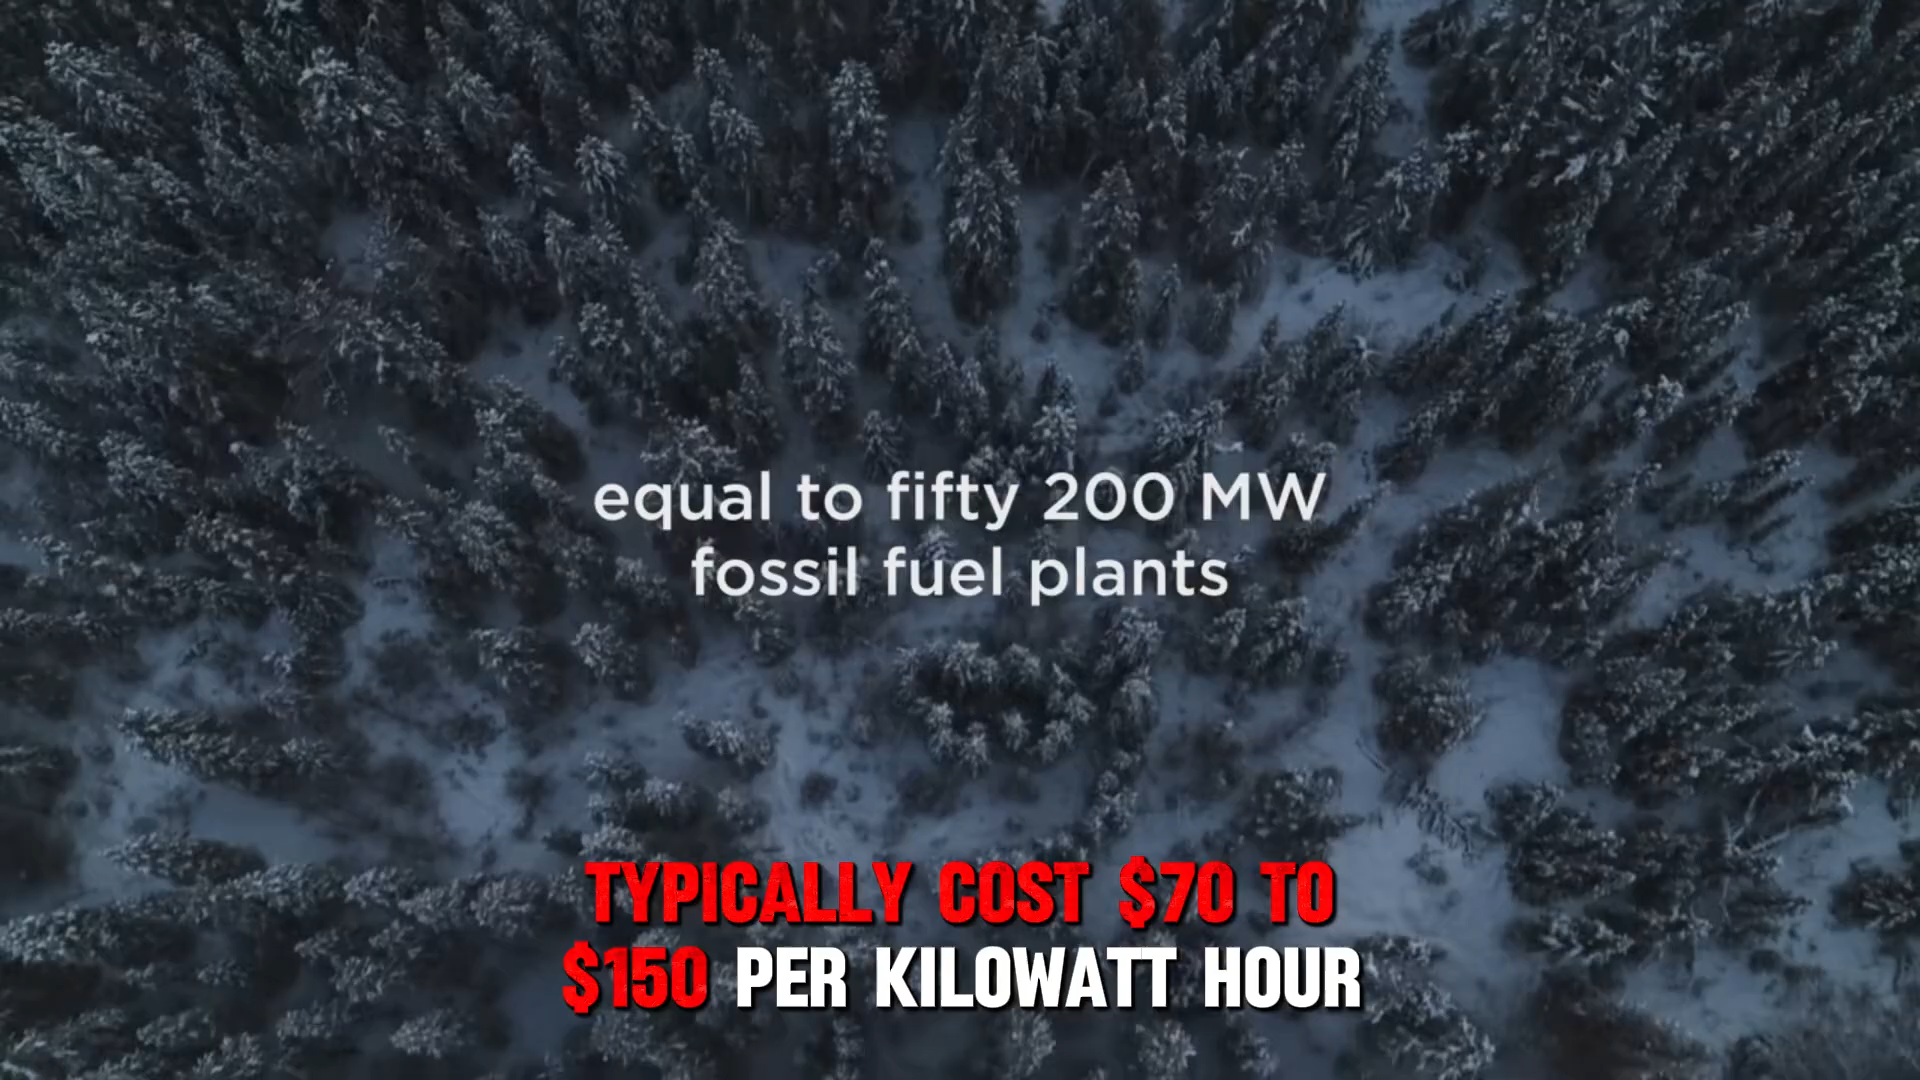 equal to fifty 200 MW
fossil fuel plants
TYPICALLY COST $70 TO
$150 PER KILOWATT HOUR